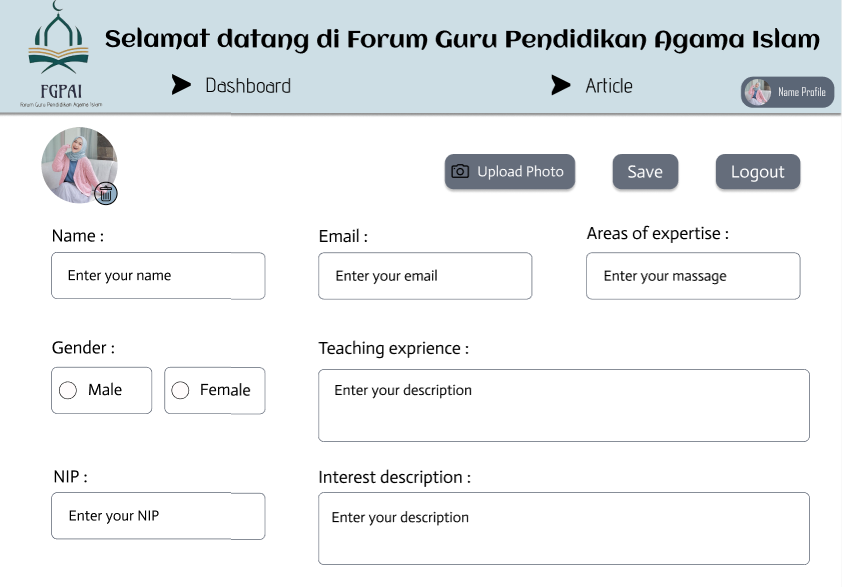 Selamat datang di Forum Guru Pendidikan Agama Islam
FGPAI
Forum Guru Pendidikan Agama Islam
Dashboard
Article
Name Profile
Upload Photo
Save
Logout
Name :
Email :
Areas of expertise :
Enter your name
Enter your email
Enter your massage
Gender :
Teaching exprience :
Male
Female
Enter your description
NIP :
Interest description :
Enter your NIP
Enter your description